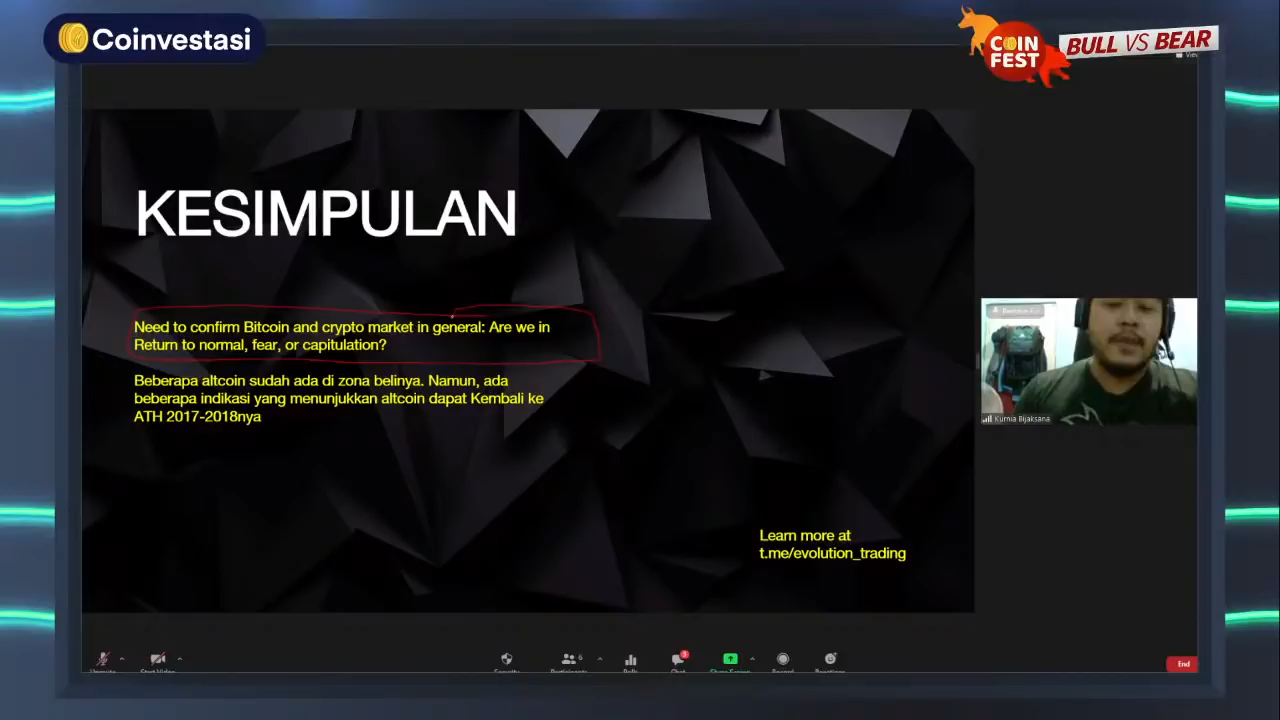 Coinvestasi
COIN
FEST
BULL VS BEAR
KESIMPULAN
Need to confirm Bitcoin and crypto market in general: Are we in
Return to normal, fear, or capitulation?
Beberapa altcoin sudah ada di zona belinya. Namun, ada
beberapa indikasi yang menunjukkan altcoin dapat Kembali ke
ATH 2017-2018nya
Learn more at
t.me/evolution_trading
Kurnia Bijaksana
6
3
End